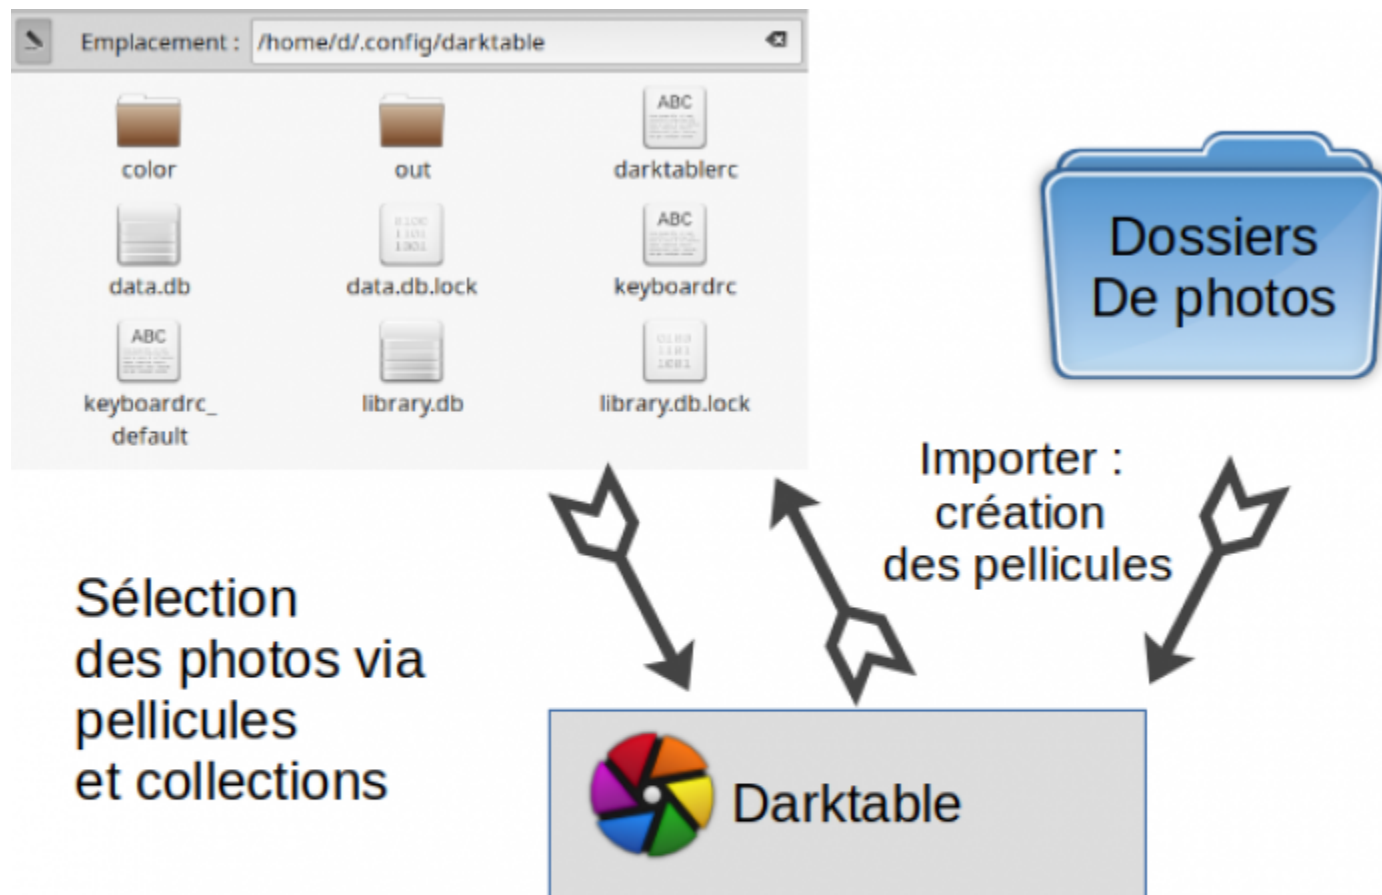 Emplacement : /home/d/.config/darktable
color out darktablerc
data.db data.db.lock keyboardrc
keyboardrc_ library.db library.db.lock
default
Dossiers
De photos
Importer :
création
des pellicules
Sélection
des photos via
pellicules
et collections
Darktable